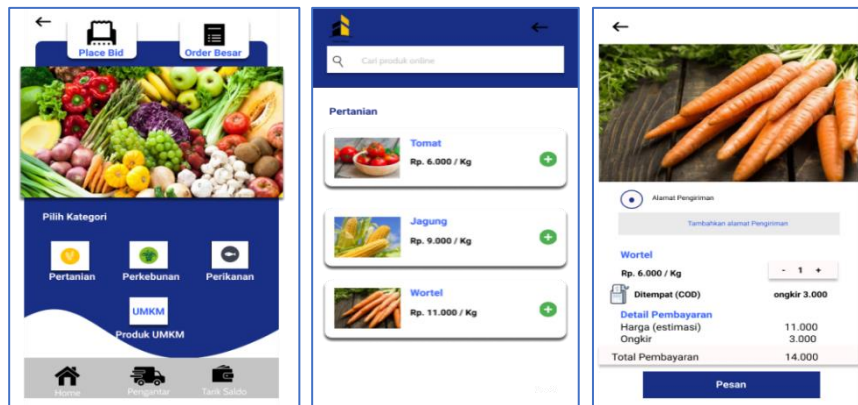 Place Bid
Order Besar
Pilih Kategori
Pertanian
Perkebunan
Perikanan
UMKM
Produk UMKM
Home
Pengantar
Tarik Saldo
Cari produk online
Pertanian
Tomat
Rp. 6.000 / Kg
Jagung
Rp. 9.000 / Kg
Wortel
Rp. 11.000 / Kg
Alamat Pengiriman
Tambahkan alamat Pengiriman
Wortel
Rp. 6.000 / Kg
- 1 +
Ditempat (COD) ongkir 3.000
Detail Pembayaran
Harga (estimasi) 11.000
Ongkir 3.000
Total Pembayaran 14.000
Pesan